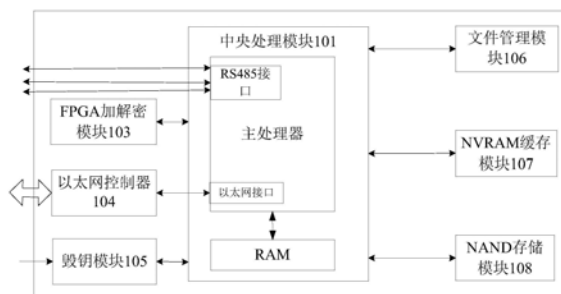 中央处理模块101
RS485接
口
主处理器
以太网接口
RAM
FPGA加解密
模块103
以太网控制器
104
毁钥模块105
文件管理模
块106
NVRAM缓存
模块107
NAND存储
模块108